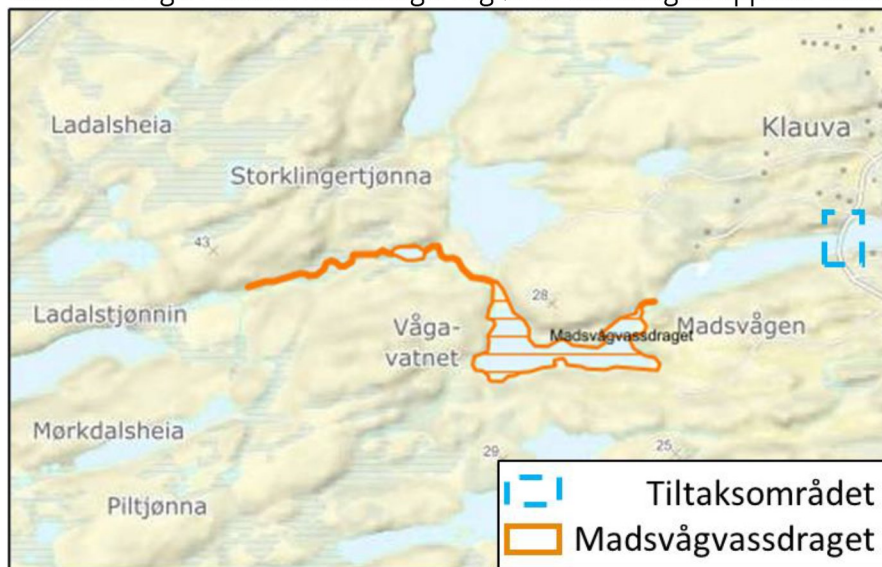 Ladalsheia
Klauva
Storklingertjønna
43
Ladalstjønnin
28
Våga-
vatnet
Madsvågvassdraget
Madsvågen
Mørkdalsheia
29
25
Piltjønna
Tiltaksområdet
Madsvågvassdraget